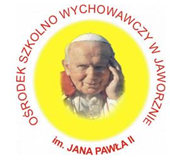 OŚRODEK SZKOLNO WYCHOWAWCZY W JAWORZNIE
im. JANA PAWŁA II